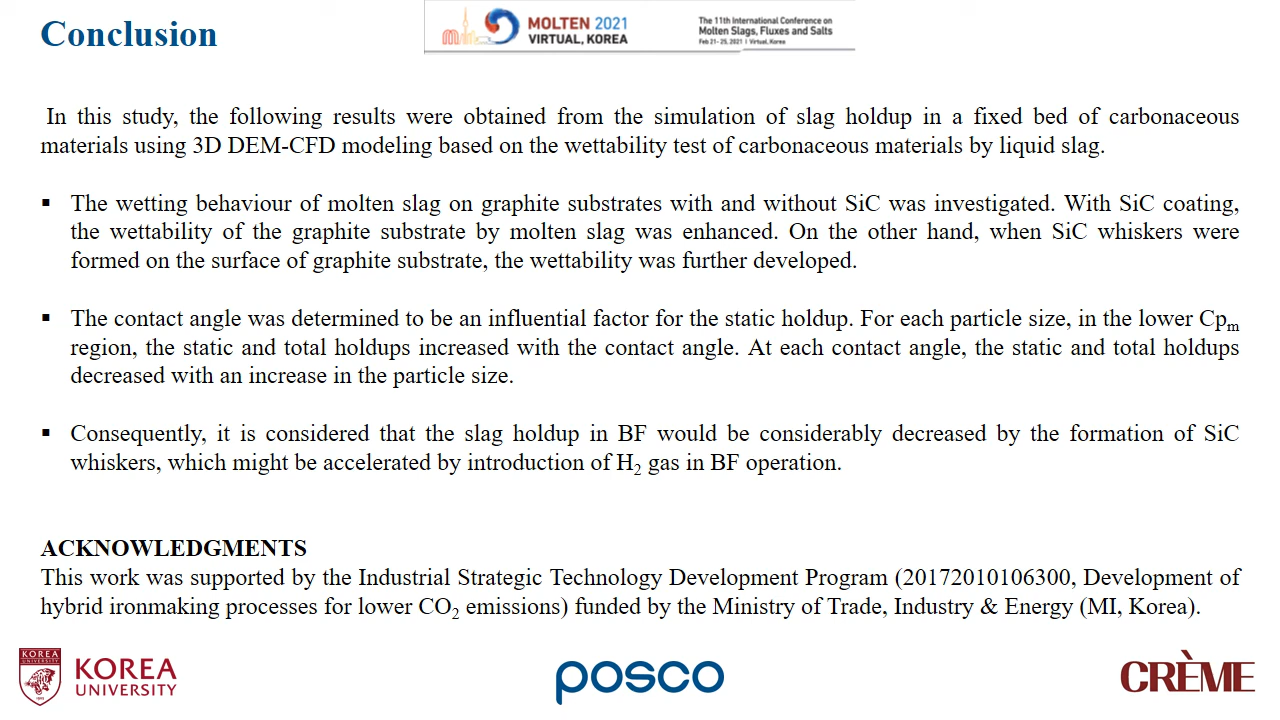 Conclusion
MOLTEN 2021
VIRTUAL, KOREA
The 11th International Conference on
Molten Slags, Fluxes and Salts
Feb 21- 25, 2021 | Virtual, Korea
In this study, the following results were obtained from the simulation of slag holdup in a fixed bed of carbonaceous
materials using 3D DEM-CFD modeling based on the wettability test of carbonaceous materials by liquid slag.
▪ The wetting behaviour of molten slag on graphite substrates with and without SiC was investigated. With SiC coating,
the wettability of the graphite substrate by molten slag was enhanced. On the other hand, when SiC whiskers were
formed on the surface of graphite substrate, the wettability was further developed.
▪ The contact angle was determined to be an influential factor for the static holdup. For each particle size, in the lower Cpₘ
region, the static and total holdups increased with the contact angle. At each contact angle, the static and total holdups
decreased with an increase in the particle size.
▪ Consequently, it is considered that the slag holdup in BF would be considerably decreased by the formation of SiC
whiskers, which might be accelerated by introduction of H₂ gas in BF operation.
ACKNOWLEDGMENTS
This work was supported by the Industrial Strategic Technology Development Program (20172010106300, Development of
hybrid ironmaking processes for lower CO₂ emissions) funded by the Ministry of Trade, Industry & Energy (MI, Korea).
KOREA
UNIVERSITY
KOREA
UNIVERSITY
posco
CRÈME